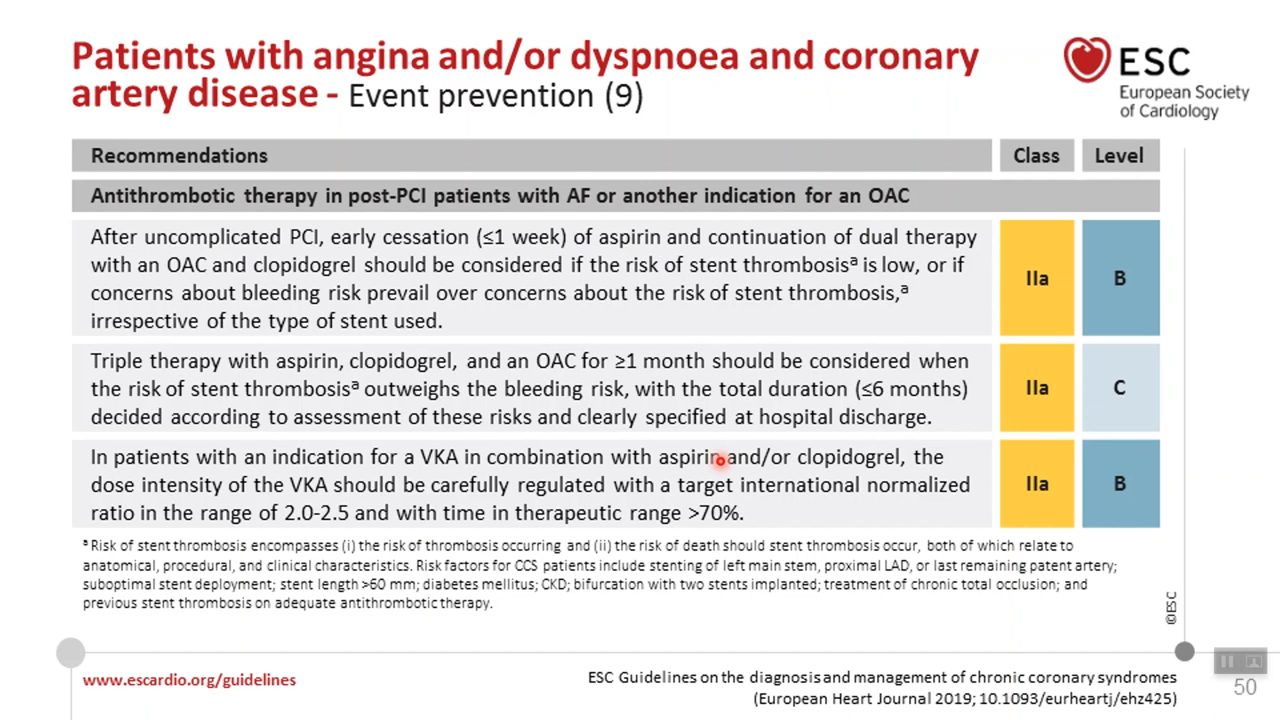 Patients with angina and/or dyspnoea and coronary
artery disease - Event prevention (9)
ESC
European Society
of Cardiology
Recommendations Class Level
Antithrombotic therapy in post-PCI patients with AF or another indication for an OAC
After uncomplicated PCI, early cessation (≤1 week) of aspirin and continuation of dual therapy
with an OAC and clopidogrel should be considered if the risk of stent thrombosisª is low, or if
concerns about bleeding risk prevail over concerns about the risk of stent thrombosis,ª
irrespective of the type of stent used.
IIa B
Triple therapy with aspirin, clopidogrel, and an OAC for ≥1 month should be considered when
the risk of stent thrombosisª outweighs the bleeding risk, with the total duration (≤6 months)
decided according to assessment of these risks and clearly specified at hospital discharge.
IIa C
In patients with an indication for a VKA in combination with aspirin and/or clopidogrel, the
dose intensity of the VKA should be carefully regulated with a target international normalized
ratio in the range of 2.0-2.5 and with time in therapeutic range >70%.
IIa B
ª Risk of stent thrombosis encompasses (i) the risk of thrombosis occurring and (ii) the risk of death should stent thrombosis occur, both of which relate to
anatomical, procedural, and clinical characteristics. Risk factors for CCS patients include stenting of left main stem, proximal LAD, or last remaining patent artery;
suboptimal stent deployment; stent length >60 mm; diabetes mellitus; CKD; bifurcation with two stents implanted; treatment of chronic total occlusion; and
previous stent thrombosis on adequate antithrombotic therapy.
©ESC
www.escardio.org/guidelines
ESC Guidelines on the diagnosis and management of chronic coronary syndromes
(European Heart Journal 2019; 10.1093/eurheartj/ehz425)
50